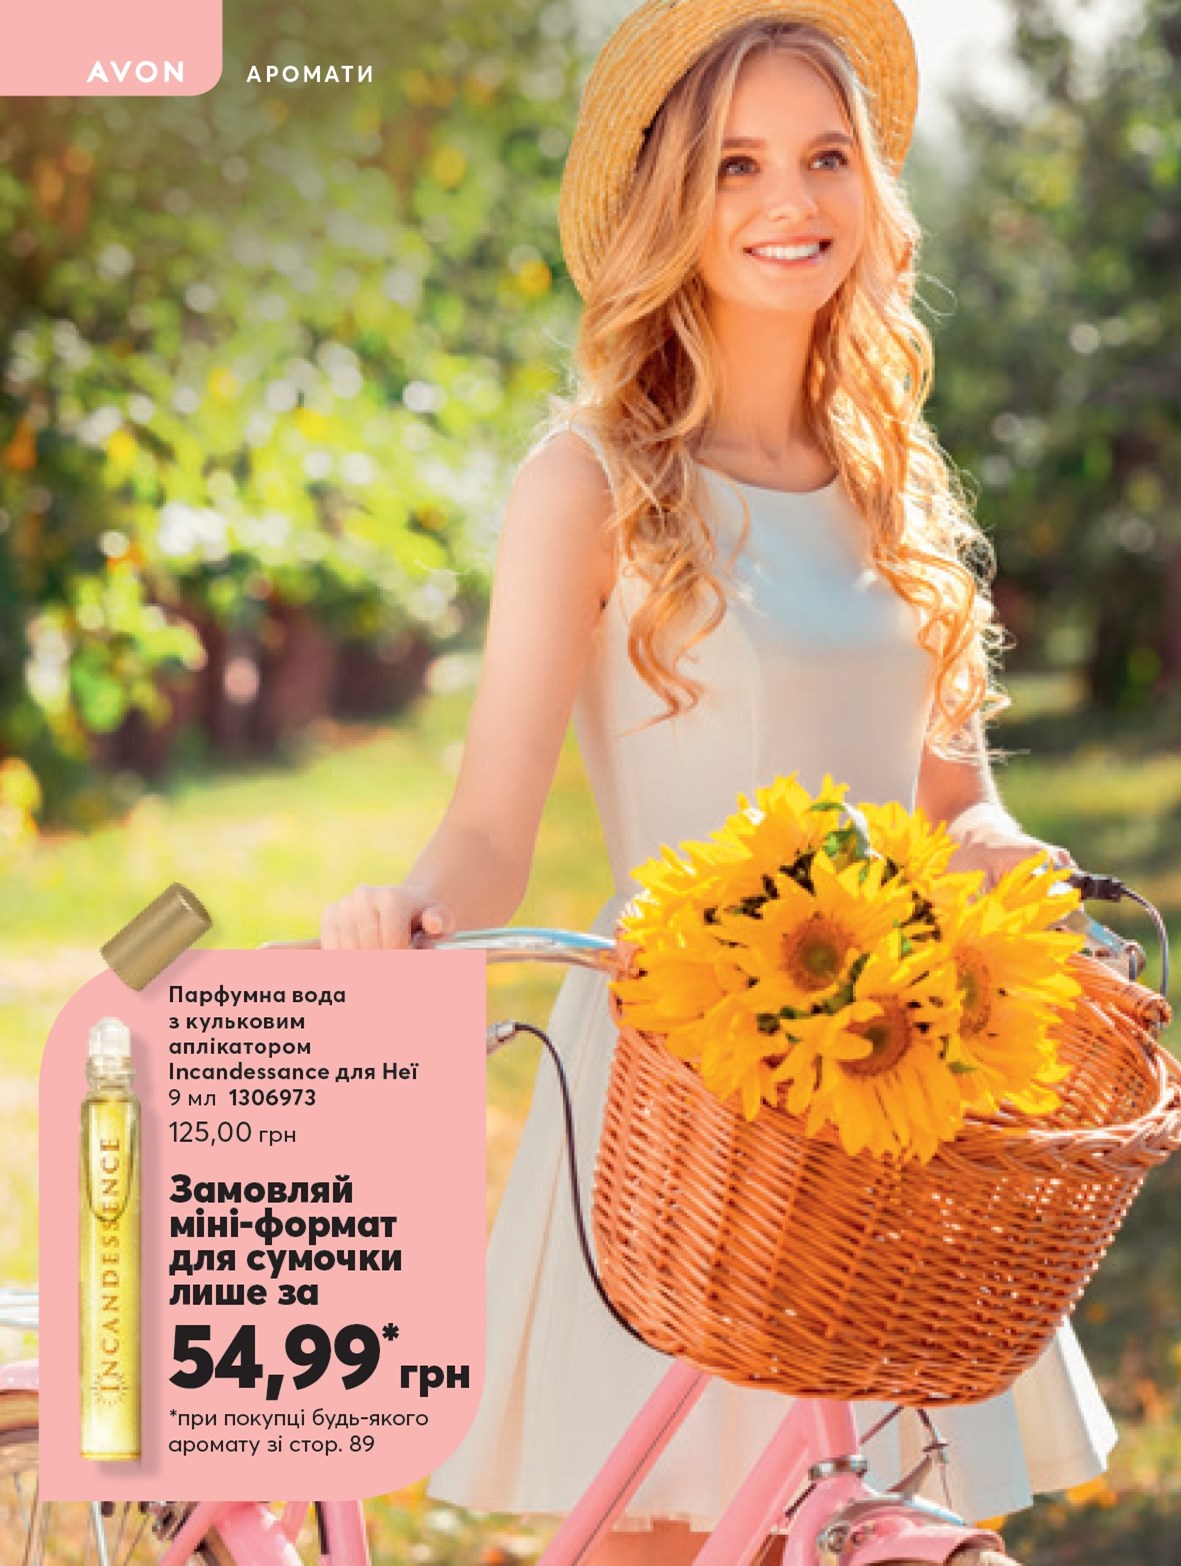 AVON АРОМАТИ
Парфумна вода
з кульковим
аплікатором
Incandessance для Неї
9 мл 1306973
125,00 грн
Замовляй
міні-формат
для сумочки
лише за
54,99* грн
*при покупці будь-якого
аромату зі стор. 89
INCANDESSENCE